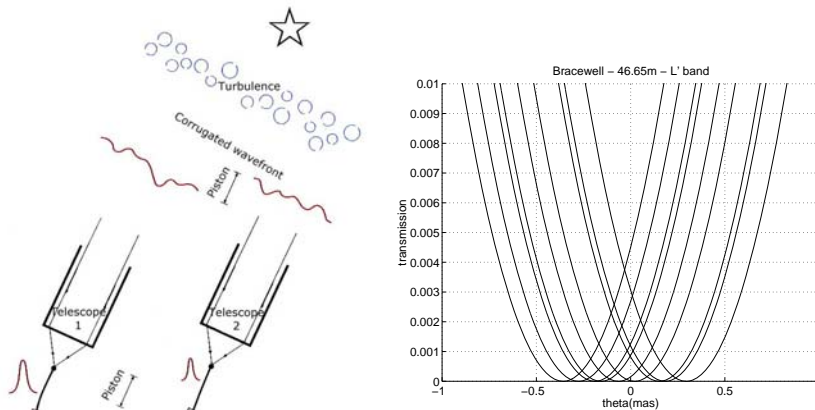 Turbulence
Corrugated wavefront
Piston
Telescope
1
Telescope
2
Piston
Bracewell – 46.65m – L' band
transmission
0.01
0.009
0.008
0.007
0.006
0.005
0.004
0.003
0.002
0.001
0
−1
−0.5
0
0.5
theta(mas)